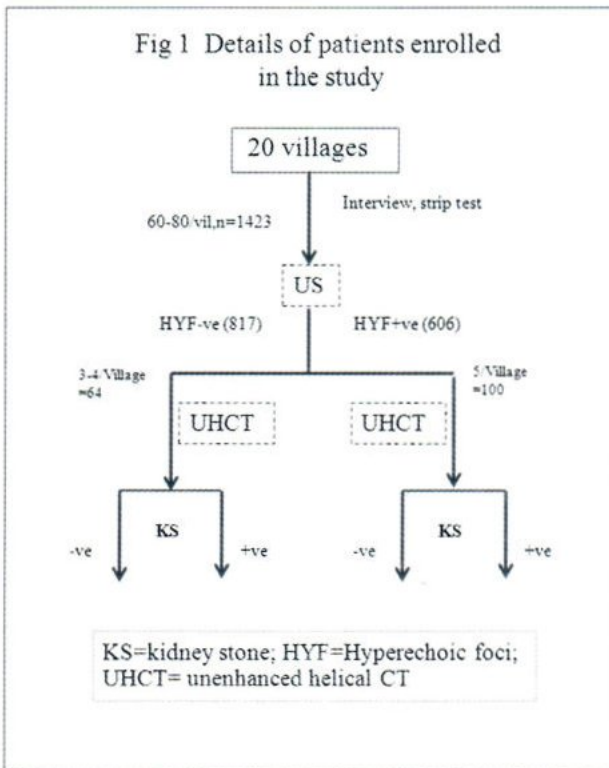 Fig 1 Details of patients enrolled
in the study
20 villages
Interview, strip test
60-80/vil,n=1423
US
HYF-ve (817) HYF+ve (606)
3-4/Village
=64
5/Village
=100
UHCT UHCT
KS KS
-ve +ve -ve +ve
KS=kidney stone; HYF=Hyperechoic foci;
UHCT= unenhanced helical CT